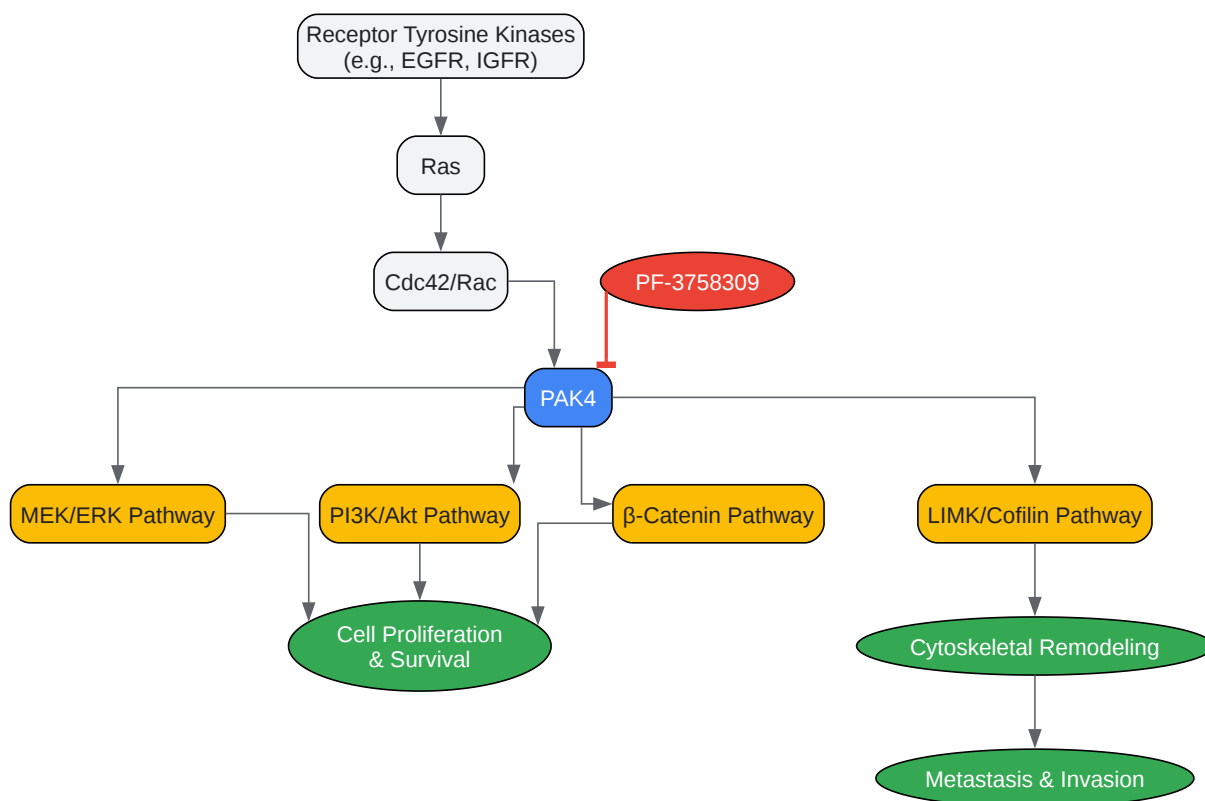 Receptor Tyrosine Kinases
(e.g., EGFR, IGFR)
Ras
Cdc42/Rac
PF-3758309
PAK4
MEK/ERK Pathway
PI3K/Akt Pathway
β-Catenin Pathway
LIMK/Cofilin Pathway
Cell Proliferation
& Survival
Cytoskeletal Remodeling
Metastasis & Invasion